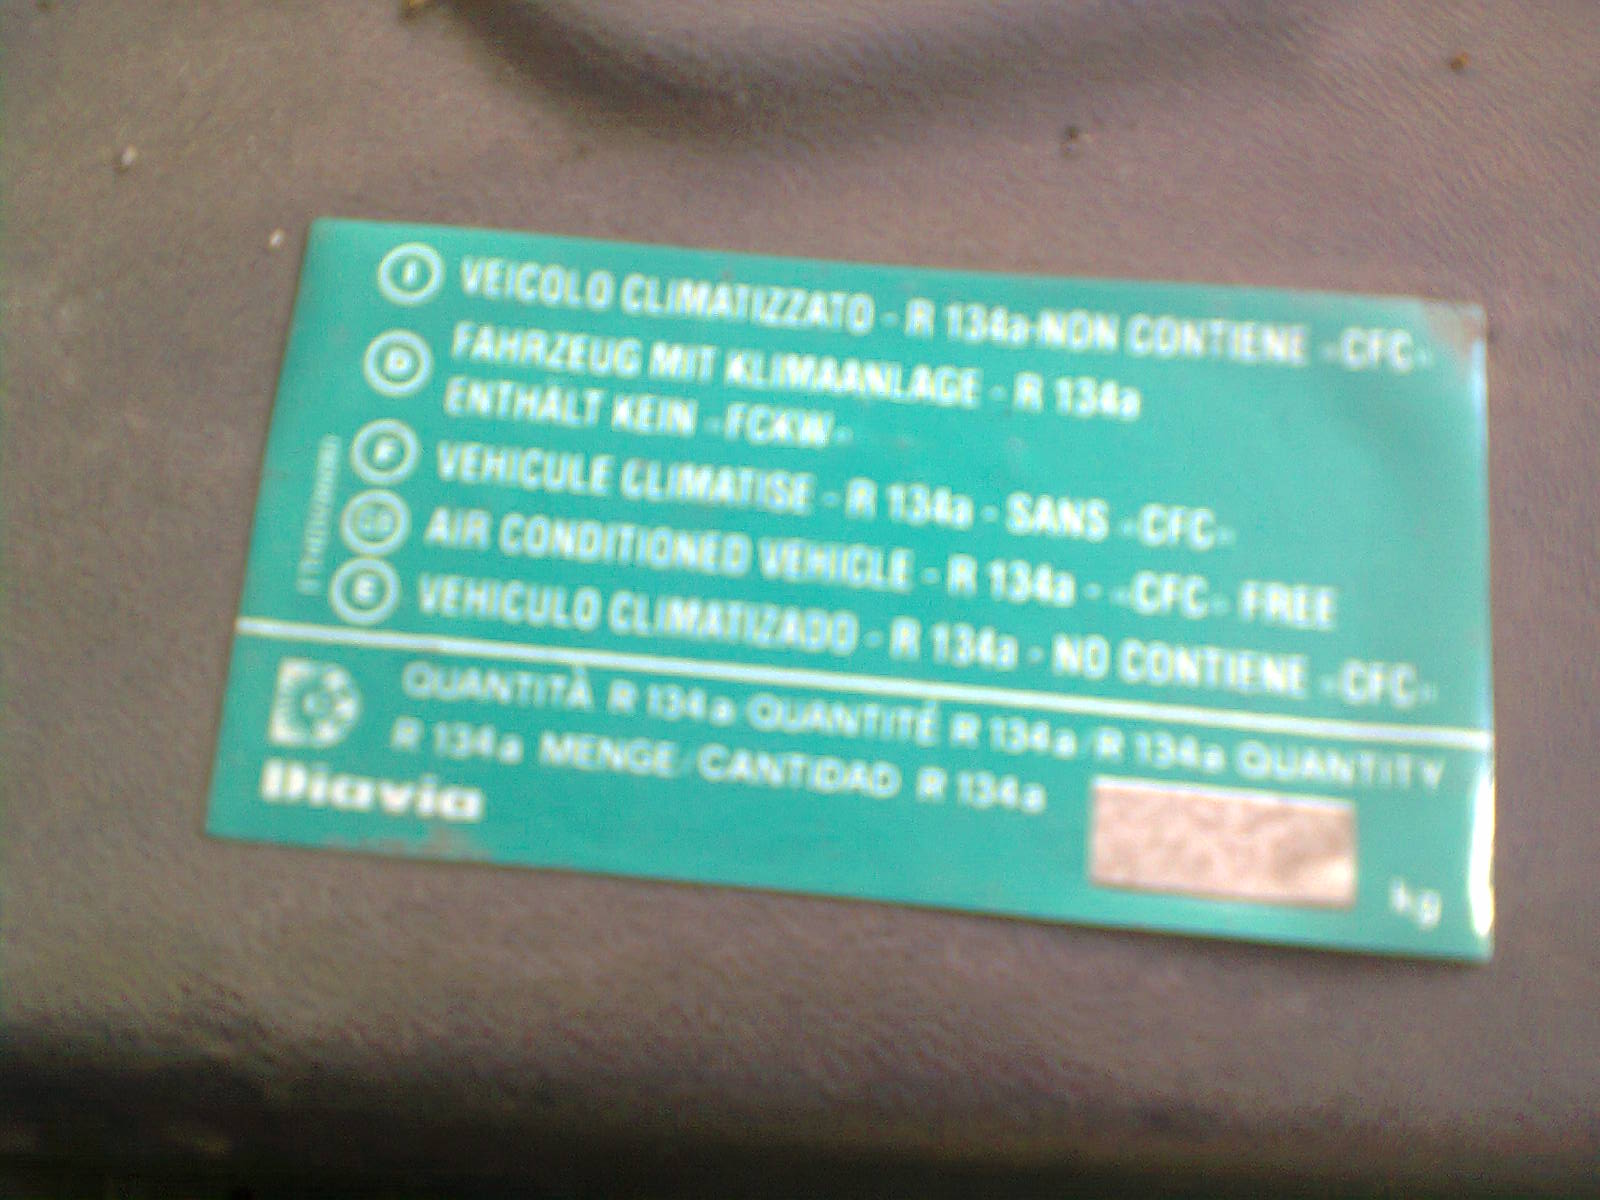 I VEICOLO CLIMATIZZATO - R 134a-NON CONTIENE «CFC»
D FAHRZEUG MIT KLIMAANLAGE - R 134a
ENTHÄLT KEIN «FCKW»
F VEHICULE CLIMATISE - R 134a - SANS «CFC»
GB AIR CONDITIONED VEHICLE - R 134a - «CFC» FREE
E VEHICULO CLIMATIZADO - R 134a - NO CONTIENE «CFC»
QUANTITÀ R 134a QUANTITÉ R 134a/R 134a QUANTITY
R 134a MENGE/CANTIDAD R 134a
Diavia
kg